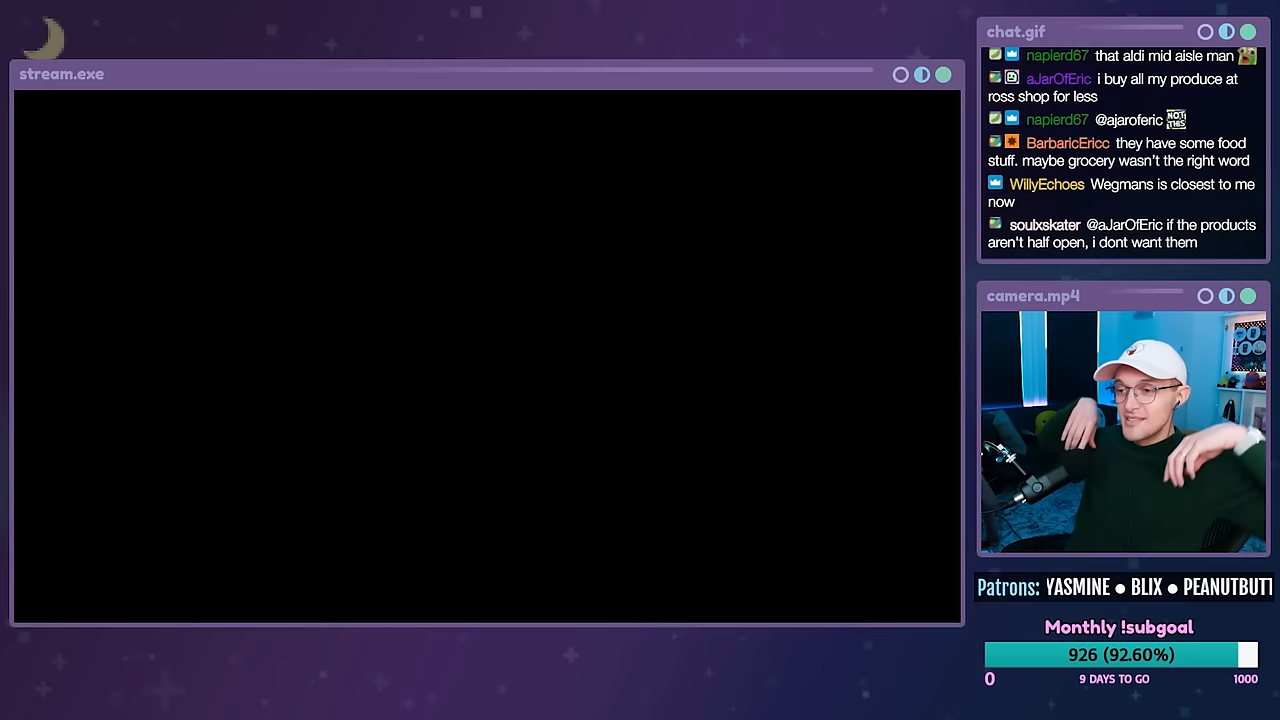 stream.exe
chat.gif
napierd67 that aldi mid aisle man
aJarOfEric i buy all my produce at
ross shop for less
napierd67 @ajaroferic NOT THIS
BarbaricEricc they have some food
stuff. maybe grocery wasn't the right word
WillyEchoes Wegmans is closest to me
now
soulxskater @aJarOfEric if the products
aren't half open, i dont want them
camera.mp4
Patrons: YASMINE ● BLIX ● PEANUTBUTT
Monthly !subgoal
926 (92.60%)
0 9 DAYS TO GO 1000